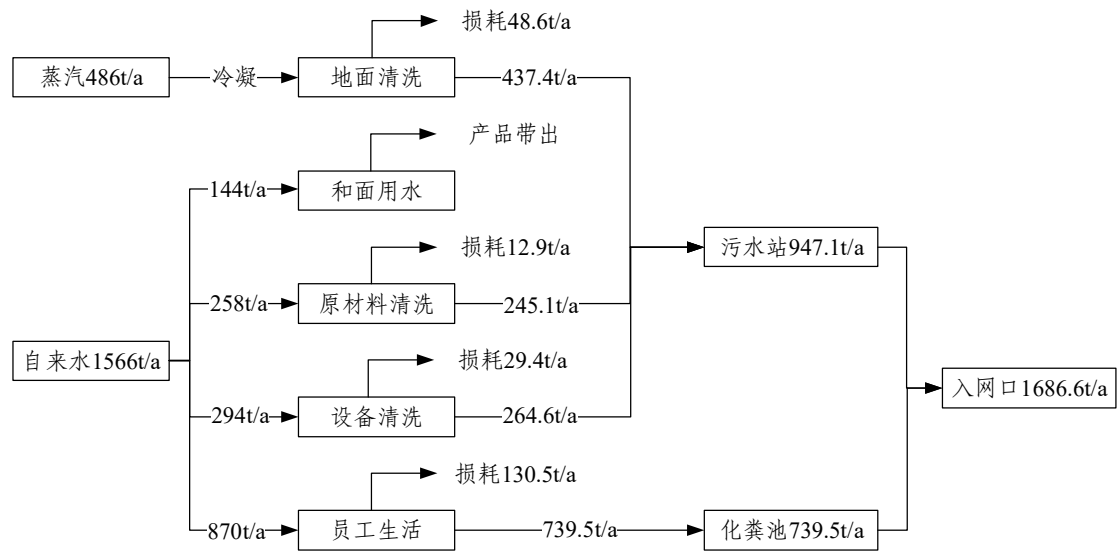 损耗48.6t/a
蒸汽486t/a
冷凝
地面清洗
437.4t/a
产品带出
144t/a
和面用水
损耗12.9t/a
污水站947.1t/a
258t/a
原材料清洗
245.1t/a
自来水1566t/a
损耗29.4t/a
入网口1686.6t/a
294t/a
设备清洗
264.6t/a
损耗130.5t/a
870t/a
员工生活
739.5t/a
化粪池739.5t/a